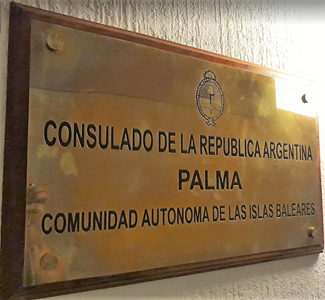 CONSULADO DE LA REPUBLICA ARGENTINA
PALMA
COMUNIDAD AUTONOMA DE LAS ISLAS BALEARES